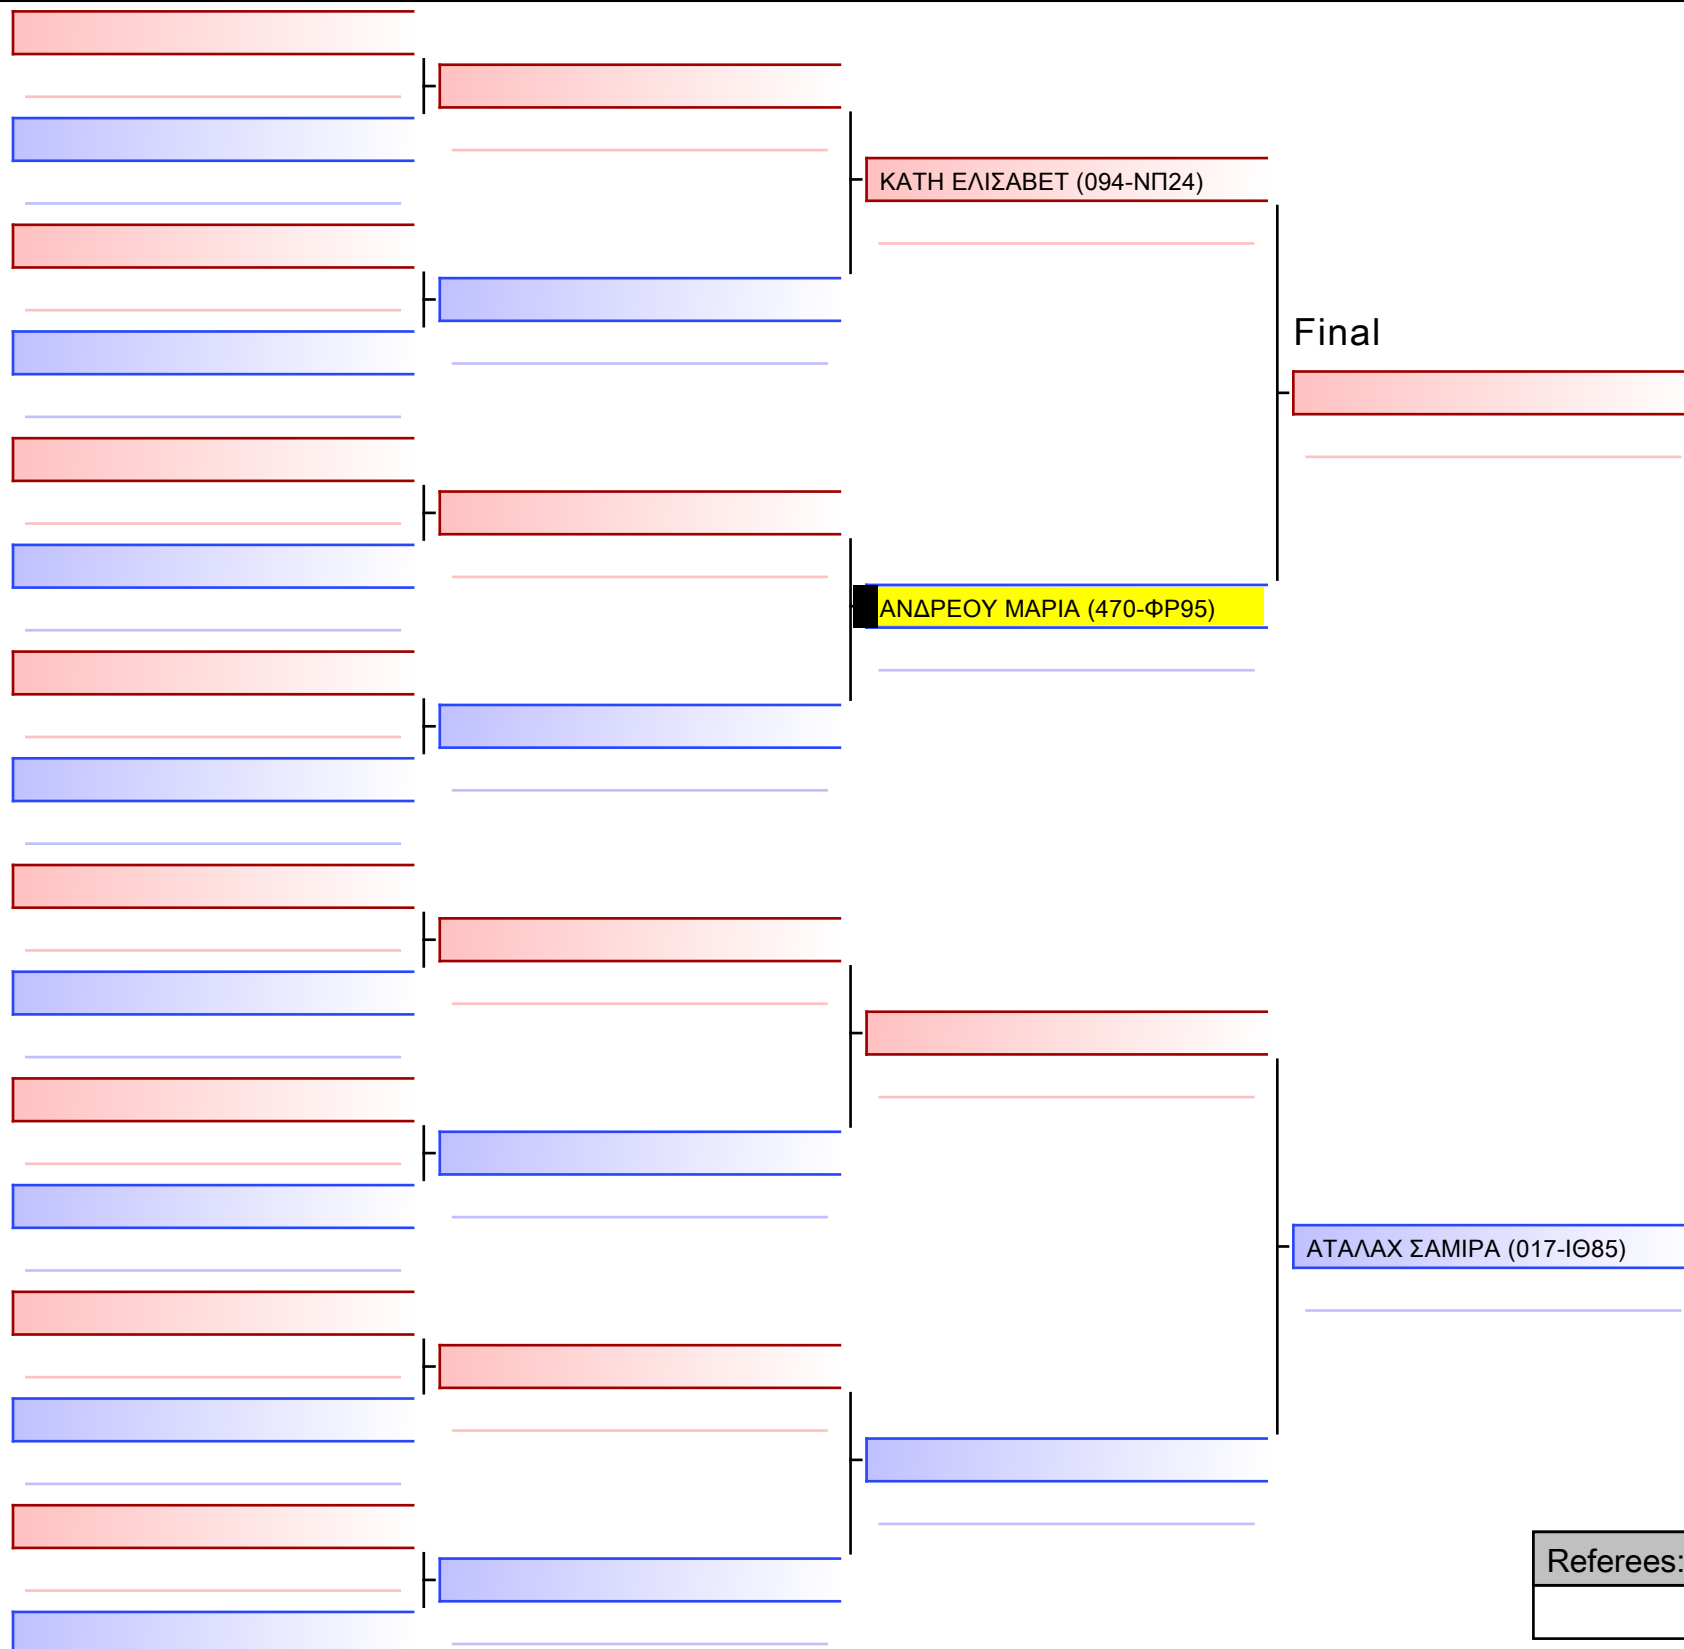 ΚΑΤΗ ΕΛΙΣΑΒΕΤ (094-ΝΠ24)
Final
ΑΝΔΡΕΟΥ ΜΑΡΙΑ (470-ΦΡ95)
ΑΤΑΛΑΧ ΣΑΜΙΡΑ (017-ΙΘ85)
Referees: